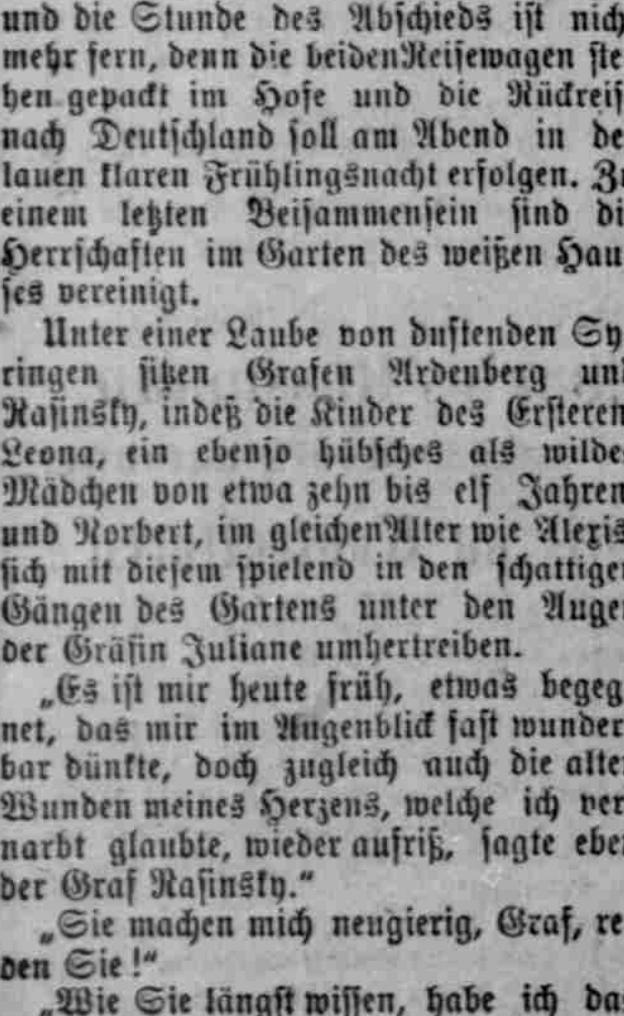 und die Stunde des Abschieds ist nich
mehr fern, denn die beiden Reisewagen ste
hen gepackt im Hofe und die Rückreis
nach Deutschland soll am Abend in de
lauen klaren Frühlingsnacht erfolgen. Z
einem letzten Beisammensein sind di
Herrschaften im Garten des weißen Hau
ses vereinigt.
Unter einer Laube von duftenden Sy
ringen sitzen Grafen Ardenberg un
Rasinsky, indeß die Kinder des Ersteren
Leona, ein ebenso hübsches als wilde
Mädchen von etwa zehn bis elf Jahren
und Norbert, im gleichen Alter wie Alexis
sich mit diesem spielend in den schattige
Gängen des Gartens unter den Auge
der Gräfin Juliane umhertreiben.
„Es ist mir heute früh, etwas begeg
net, das mir im Augenblick fast wunder
bar dünkte, doch zugleich auch die alte
Wunden meines Herzens, welche ich ver
narbt glaubte, wieder aufriß, sagte ebe
der Graf Rasinsky.“
„Sie machen mich neugierig, Graf, re
den Sie!“
„Wie Sie längst wissen, habe ich da